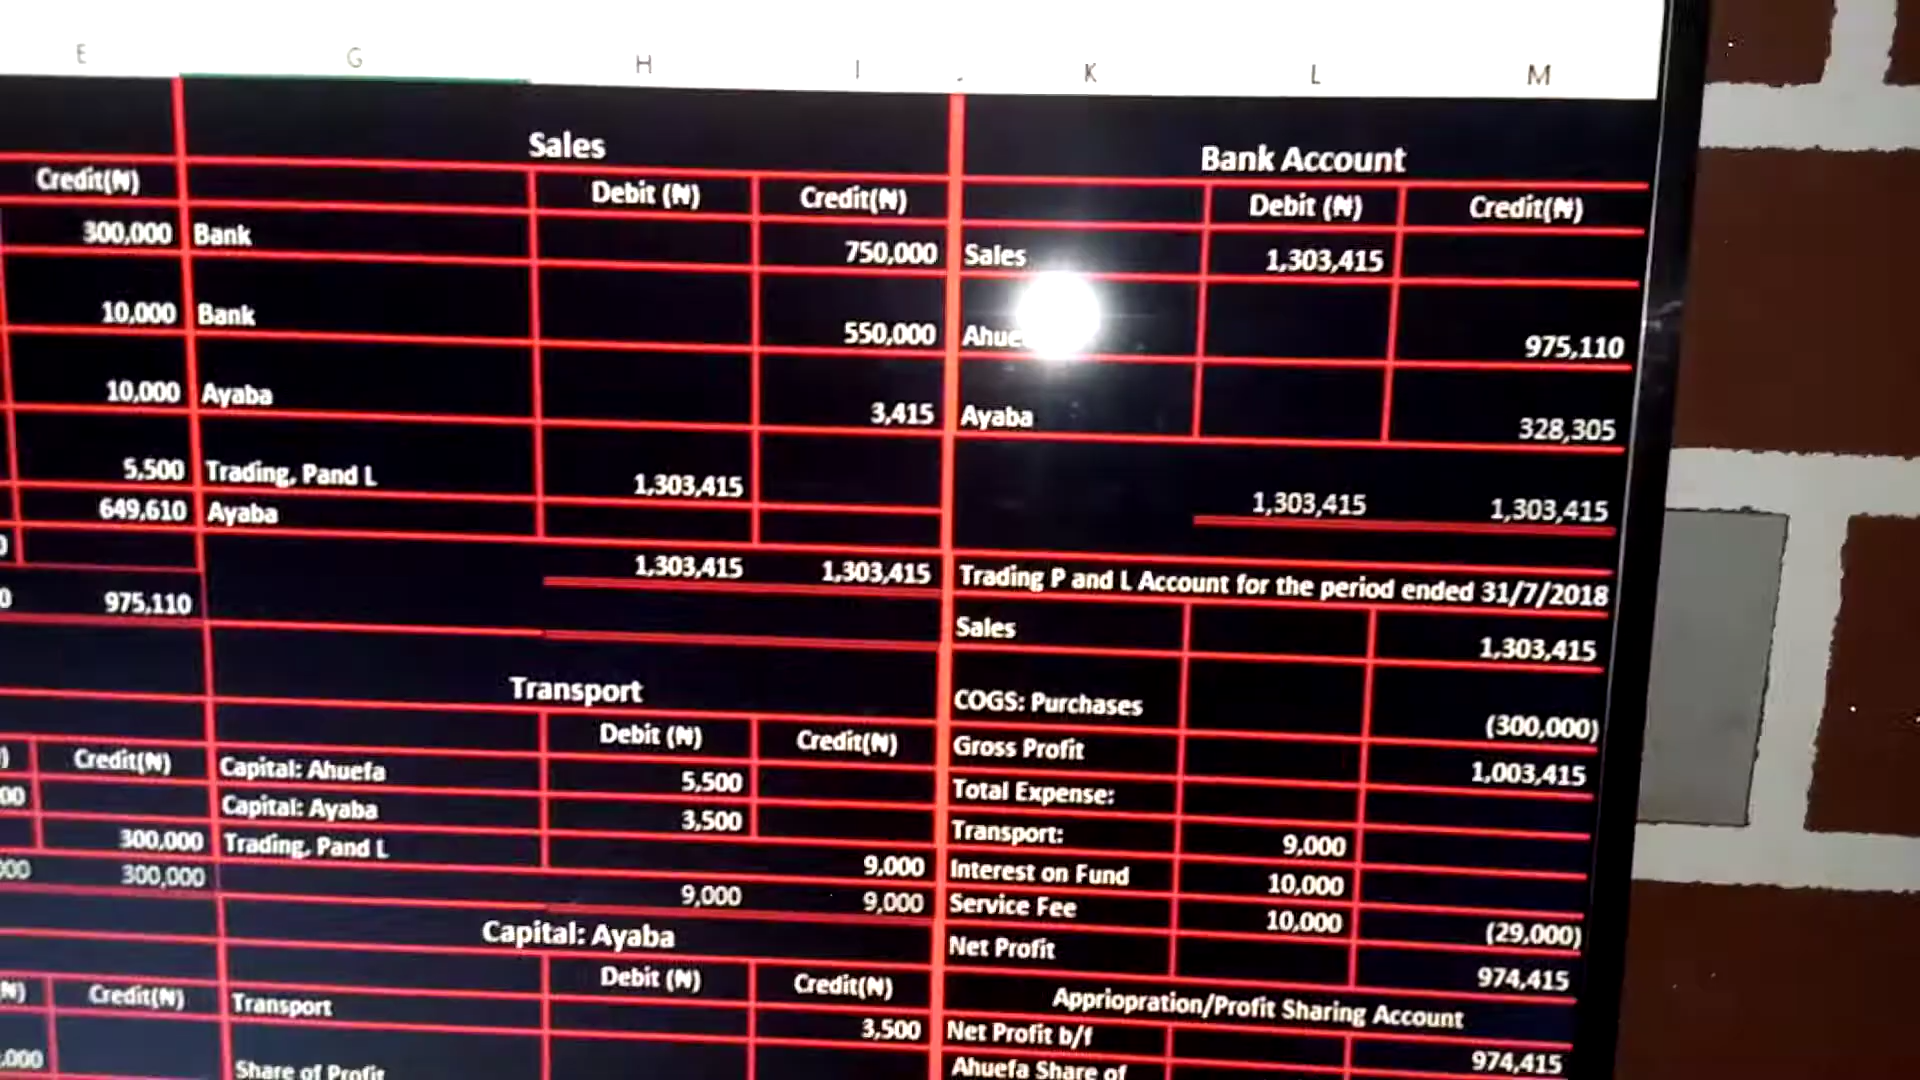 E G H I K L M
Sales
Bank Account
Credit(₦) Debit (₦) Credit(₦) Debit (₦) Credit(₦)
300,000 Bank 750,000 Sales 1,303,415
10,000 Bank 550,000 Ahue 975,110
10,000 Ayaba 3,415 Ayaba 328,305
5,500 Trading, Pand L 1,303,415 1,303,415 1,303,415
649,610 Ayaba
1,303,415 1,303,415 Trading P and L Account for the period ended 31/7/2018
975,110 Sales 1,303,415
Transport COGS: Purchases (300,000)
Debit (₦) Credit(₦) Gross Profit 1,003,415
Credit(₦) Capital: Ahuefa 5,500 Total Expense:
00 Capital: Ayaba 3,500 Transport: 9,000
300,000 Trading, Pand L 9,000 Interest on Fund 10,000
000 300,000 9,000 9,000 Service Fee 10,000 (29,000)
Capital: Ayaba Net Profit 974,415
Debit (₦) Credit(₦) Appriopration/Profit Sharing Account
₦) Credit(₦) Transport 3,500 Net Profit b/f 974,415
,000 Share of Profit Ahuefa Share of